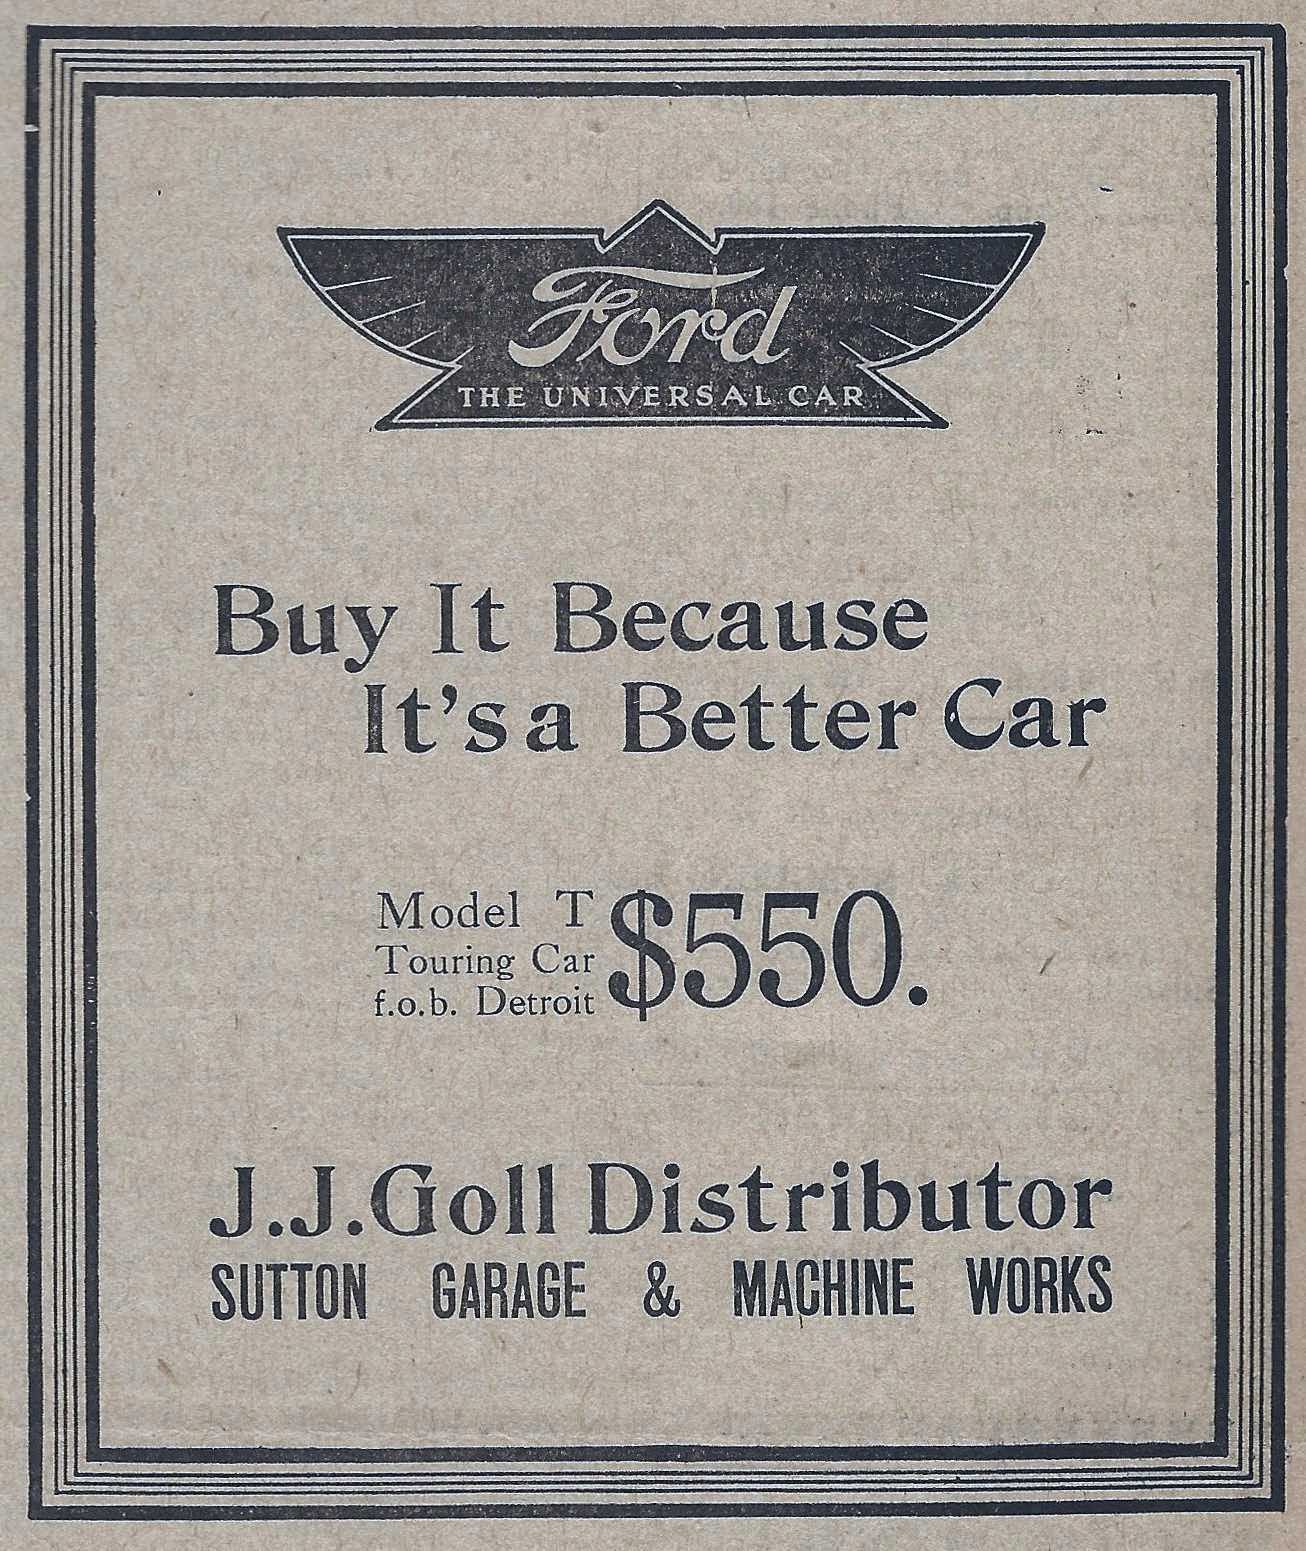 Ford
THE UNIVERSAL CAR
Buy It Because
It's a Better Car
Model T
Touring Car
f.o.b. Detroit
$550.
J.J. Goll Distributor
SUTTON GARAGE & MACHINE WORKS